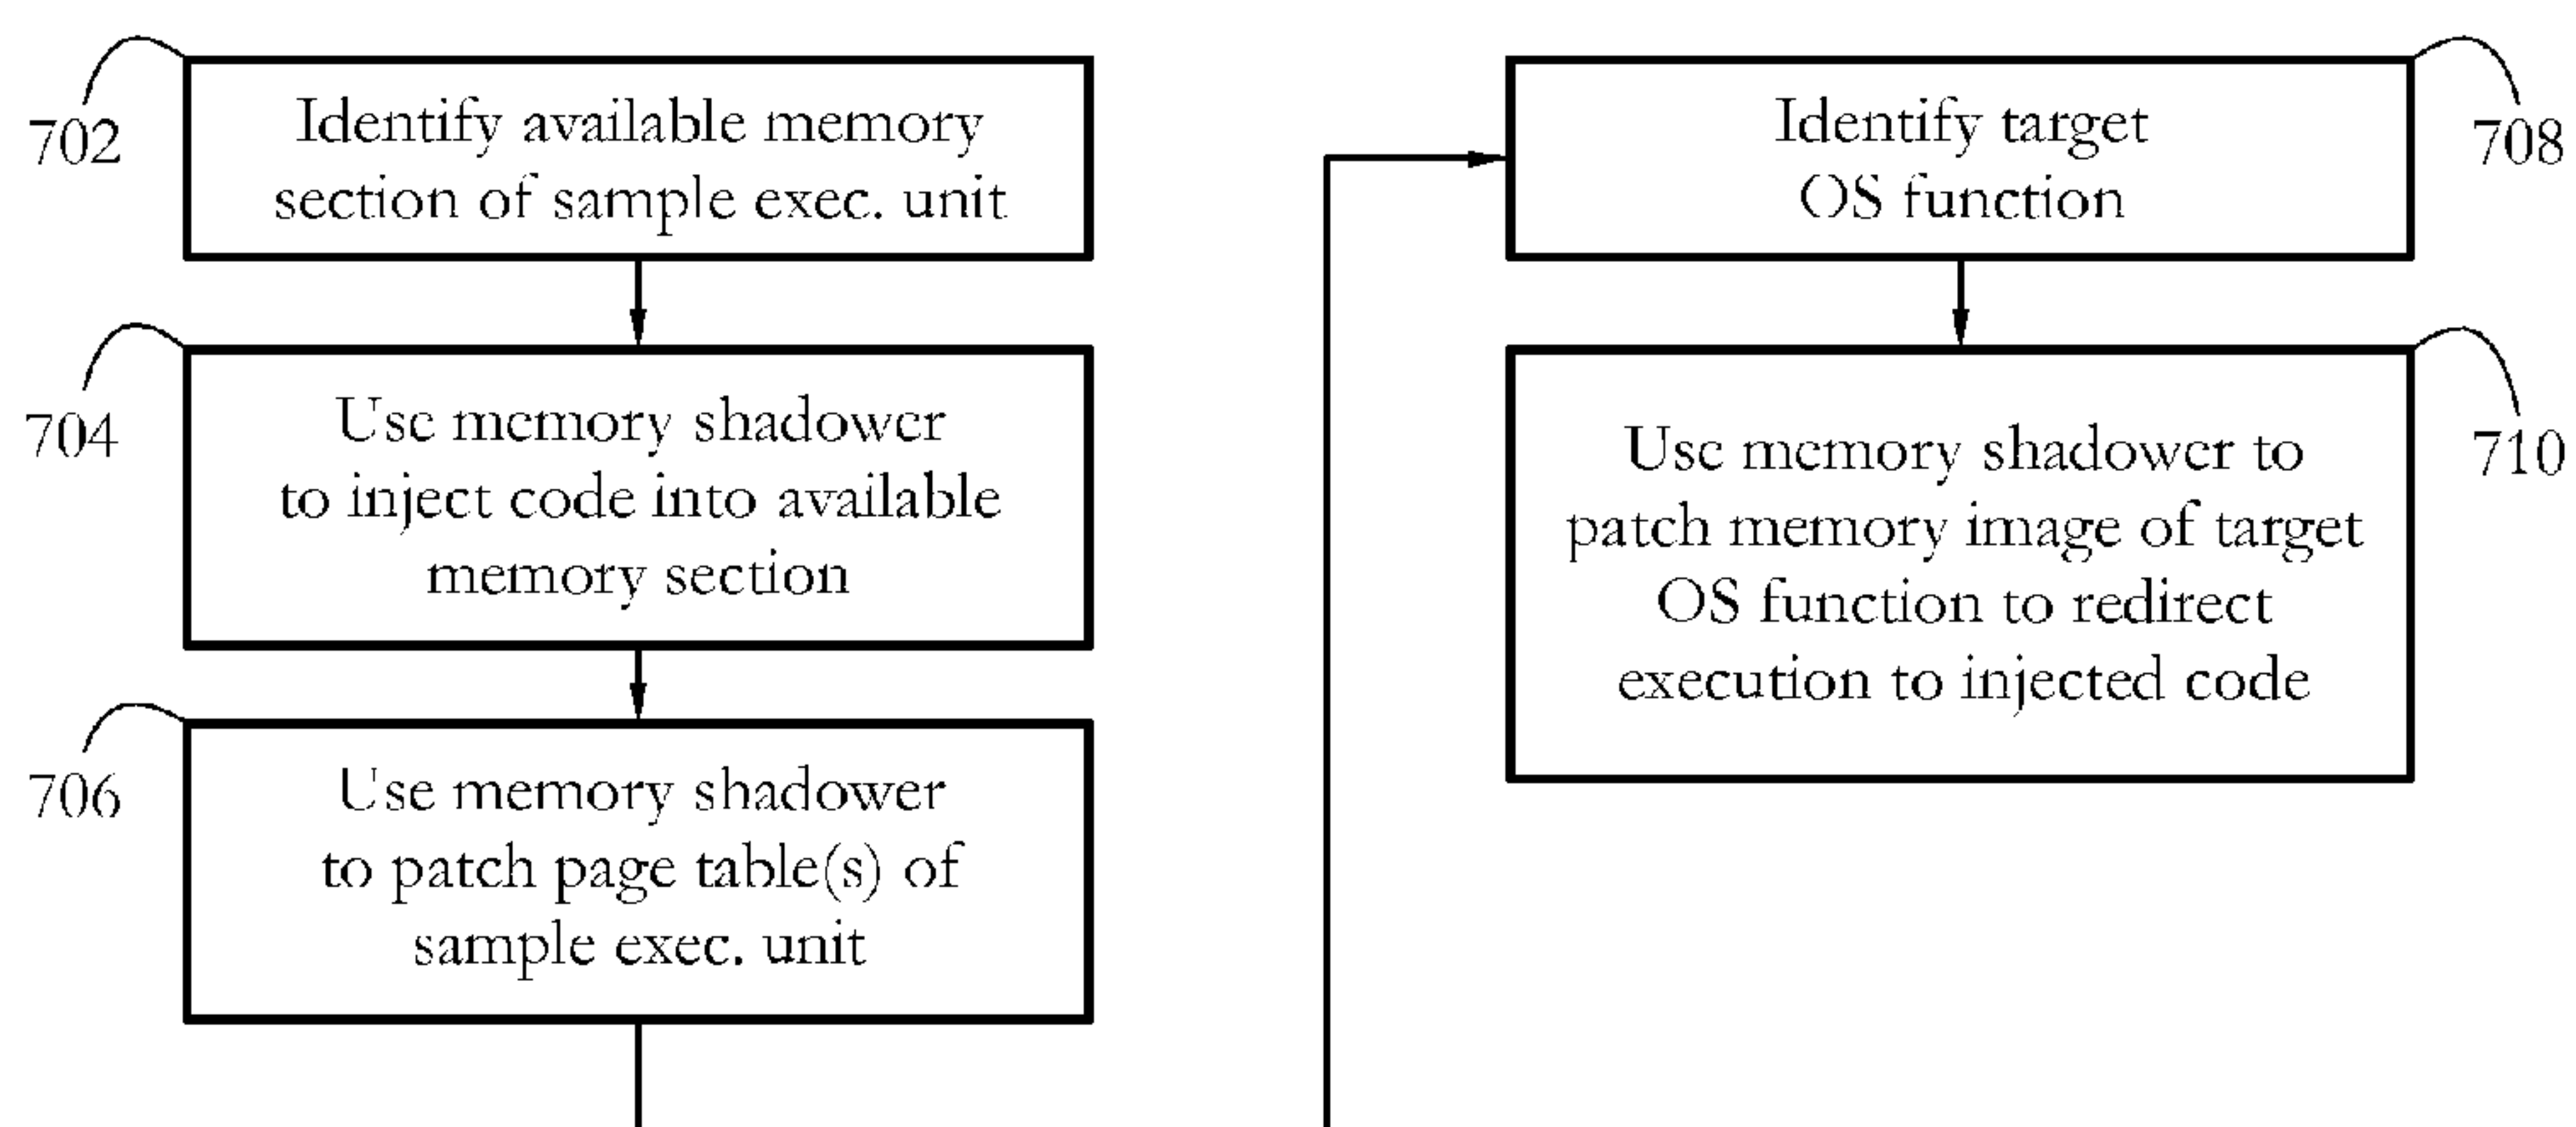 702
Identify available memory
section of sample exec. unit
704
Use memory shadower
to inject code into available
memory section
706
Use memory shadower
to patch page table(s) of
sample exec. unit
Identify target
OS function
708
Use memory shadower to
patch memory image of target
OS function to redirect
execution to injected code
710